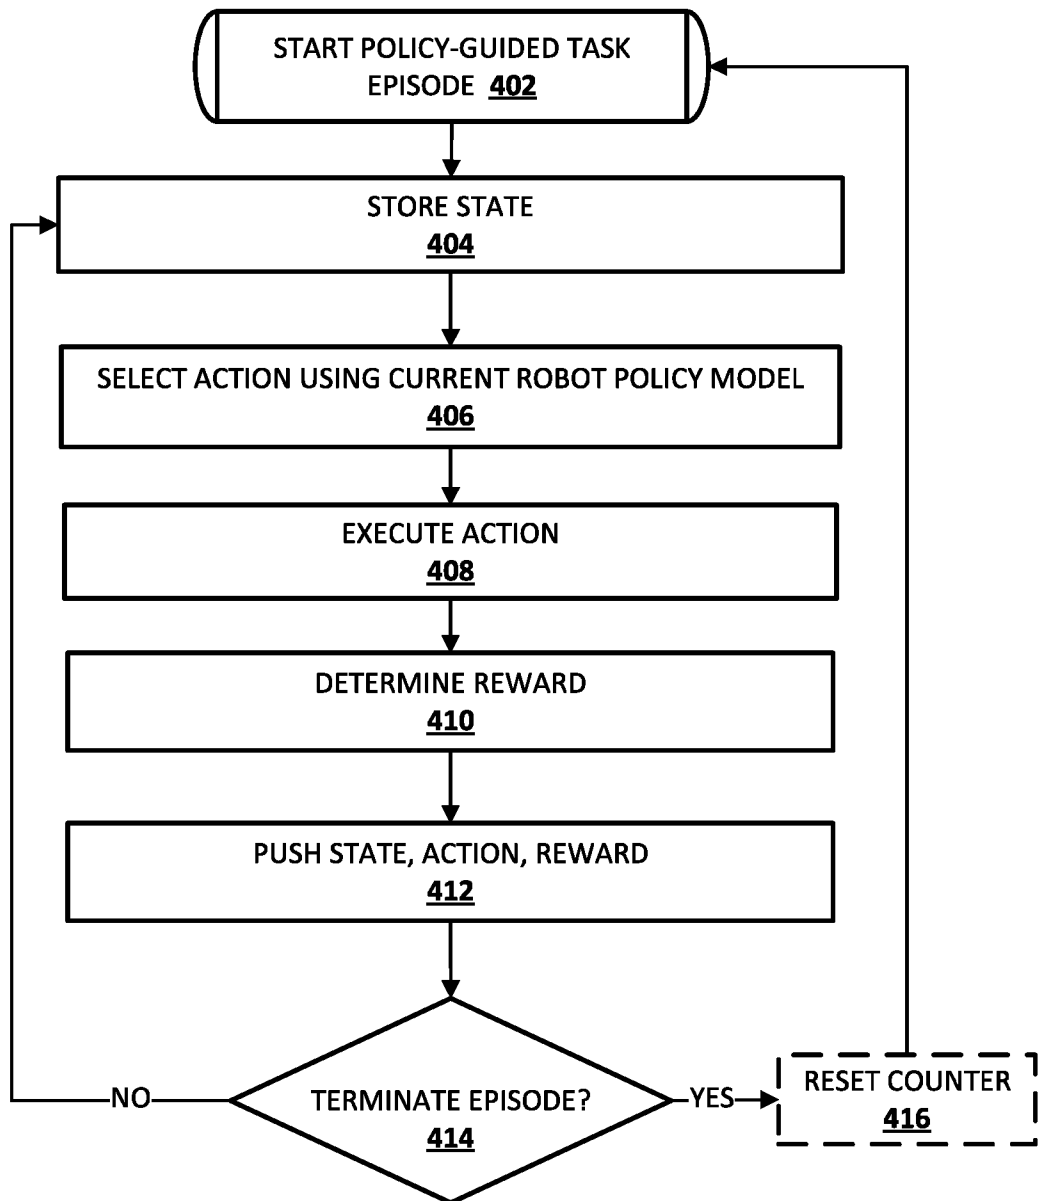 START POLICY-GUIDED TASK
EPISODE 402
STORE STATE
404
SELECT ACTION USING CURRENT ROBOT POLICY MODEL
406
EXECUTE ACTION
408
DETERMINE REWARD
410
PUSH STATE, ACTION, REWARD
412
TERMINATE EPISODE?
414
NO
YES
RESET COUNTER
416